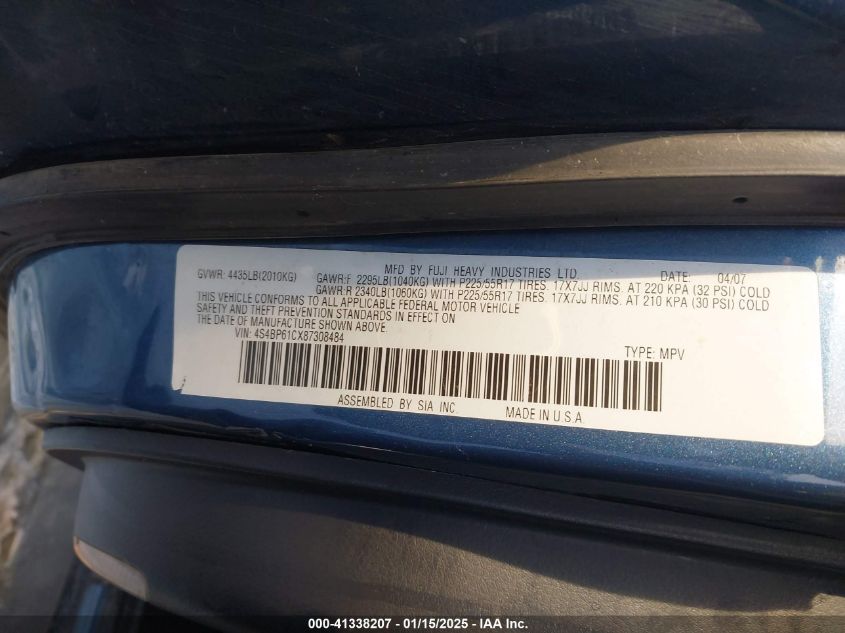 MFD BY FUJI HEAVY INDUSTRIES LTD. DATE: 04/07
GVWR: 4435LB(2010KG) GAWR:F 2295LB(1040KG) WITH P225/55R17 TIRES. 17X7JJ RIMS. AT 220 KPA (32 PSI) COLD
GAWR:R 2340LB(1060KG) WITH P225/55R17 TIRES. 17X7JJ RIMS. AT 210 KPA (30 PSI) COLD
THIS VEHICLE CONFORMS TO ALL APPLICABLE FEDERAL MOTOR VEHICLE
SAFETY AND THEFT PREVENTION STANDARDS IN EFFECT ON
THE DATE OF MANUFACTURE SHOWN ABOVE.
VIN: 4S4BP61CX87308484 TYPE: MPV
ASSEMBLED BY SIA INC. MADE IN U.S.A.
000-41338207 - 01/15/2025 - IAA Inc.